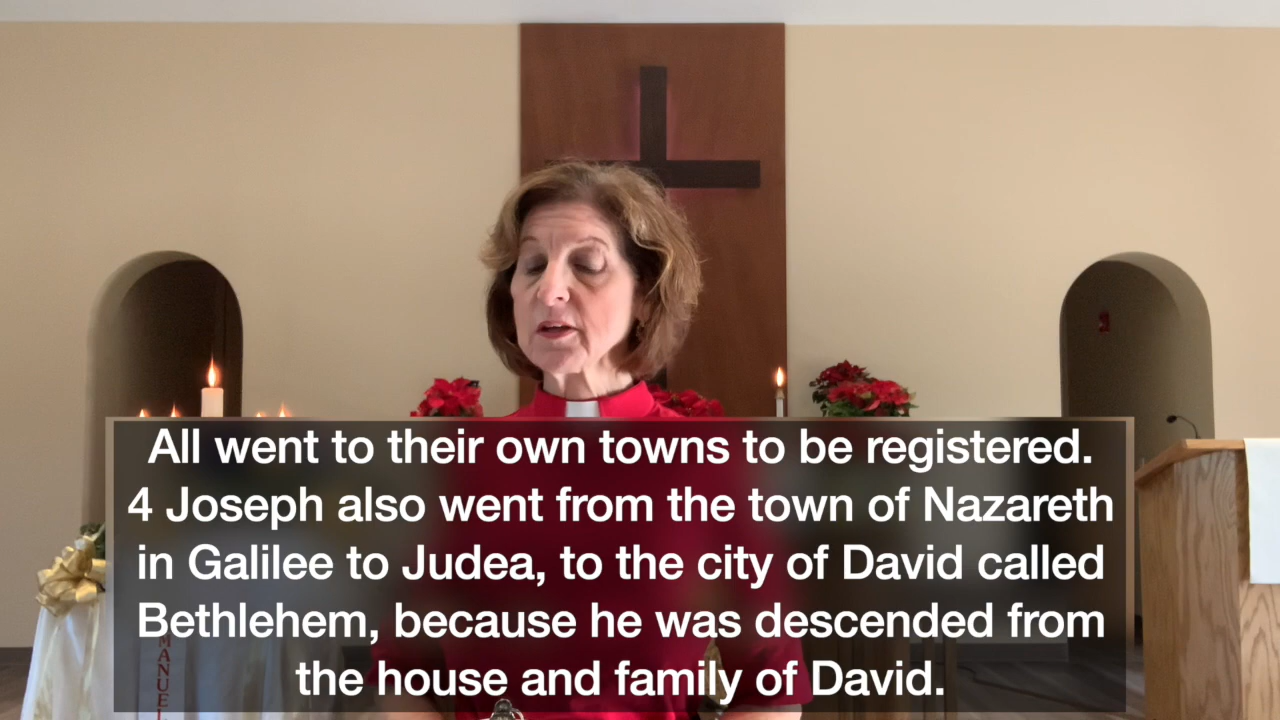 All went to their own towns to be registered.
4 Joseph also went from the town of Nazareth
in Galilee to Judea, to the city of David called
Bethlehem, because he was descended from
the house and family of David.
MANUEL